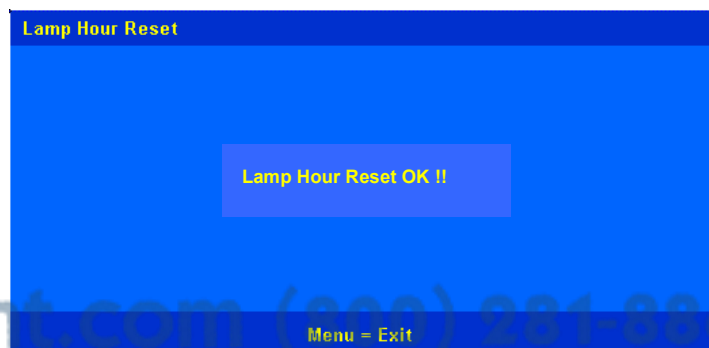 Lamp Hour Reset
Lamp Hour Reset OK !!
nt.com (800) 281-88
Menu = Exit